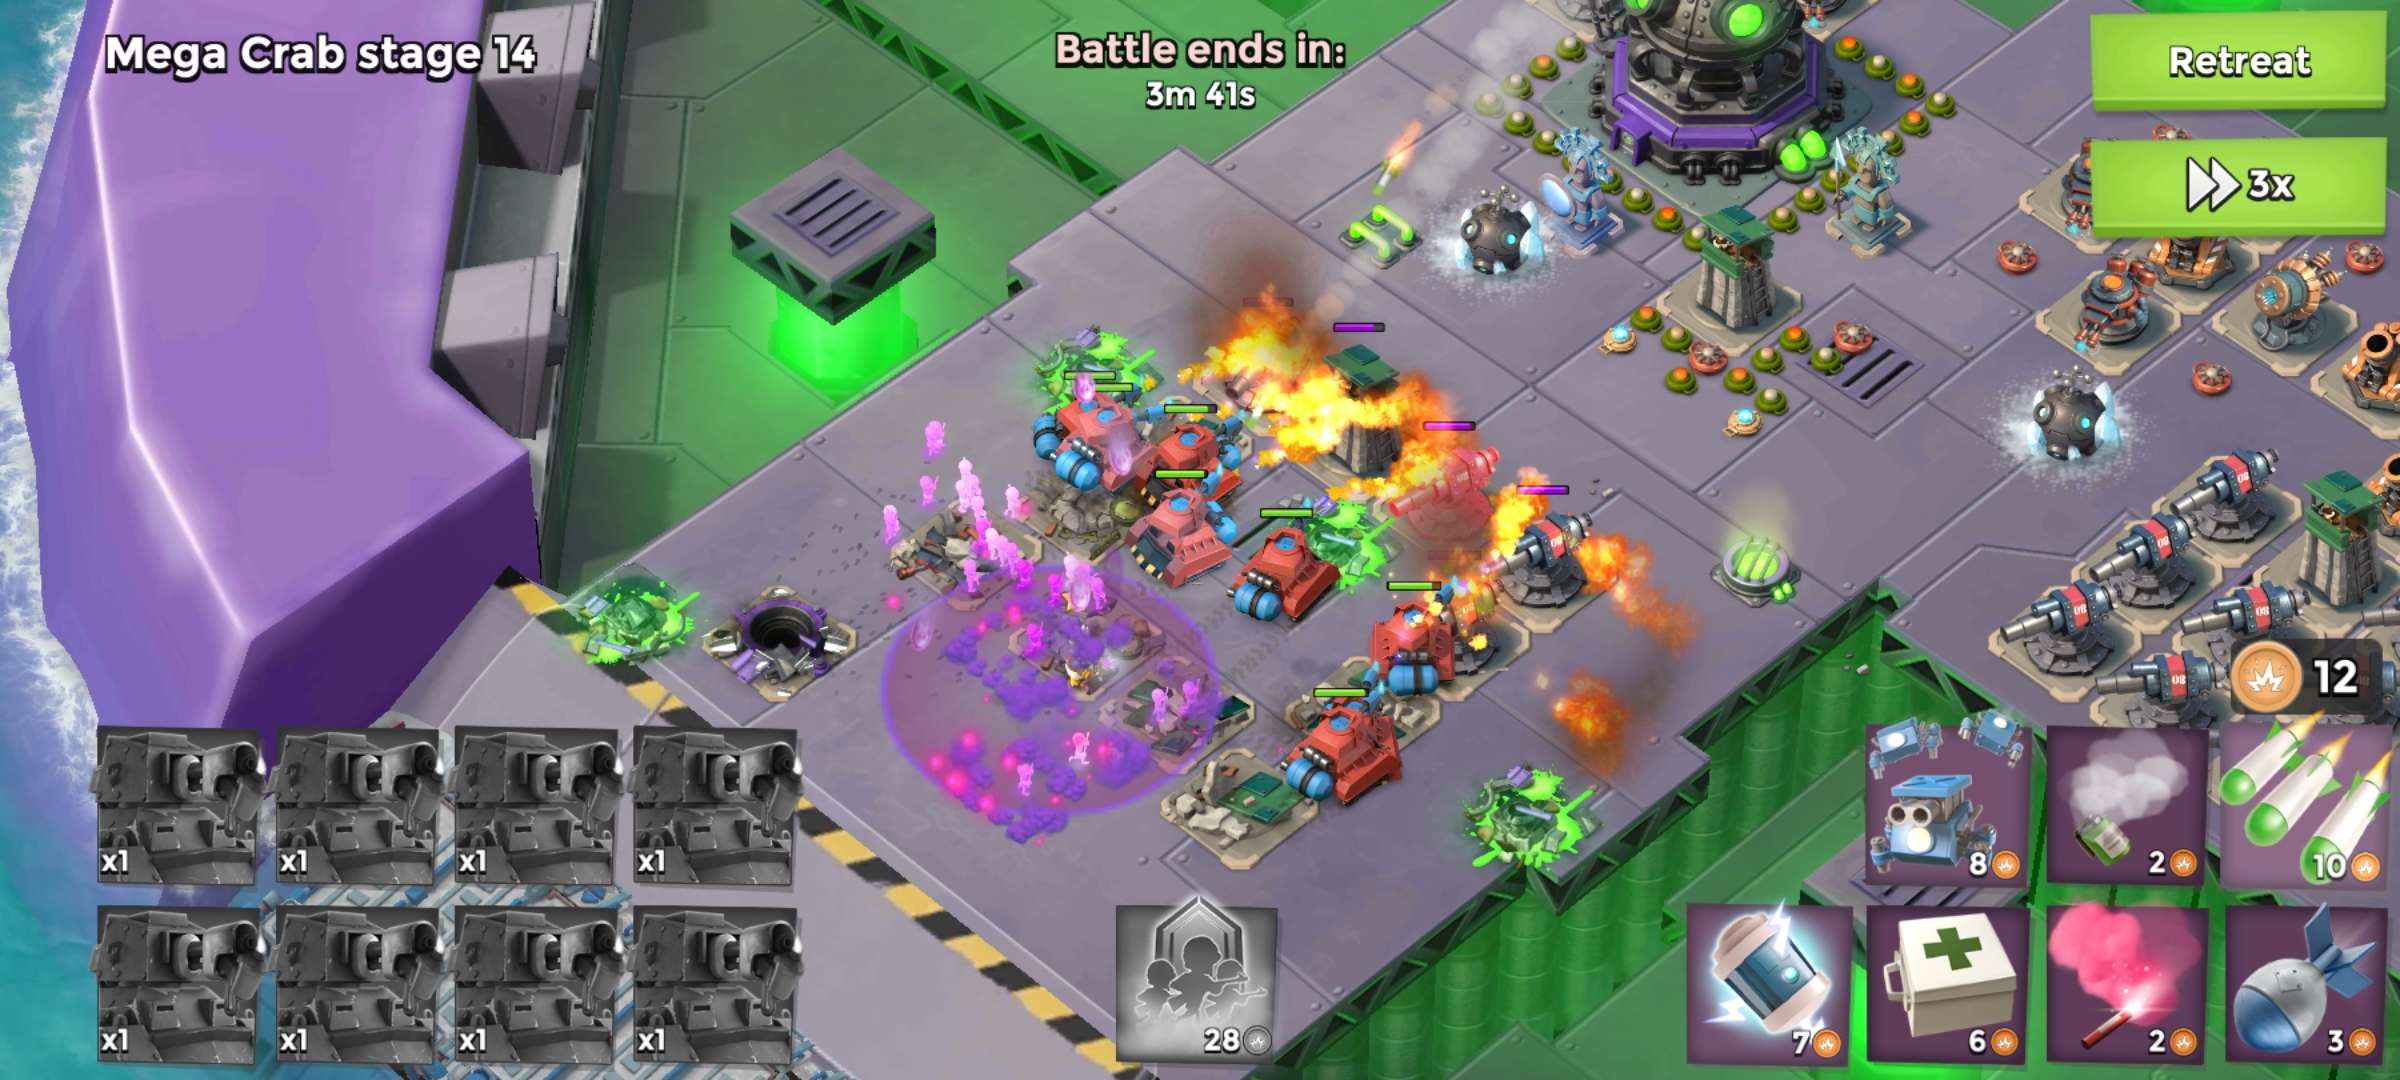 Mega Crab stage 14
Battle ends in:
3m 41s
Retreat
3x
12
x1
x1
x1
x1
8
2
10
x1
x1
x1
x1
28
7
6
2
3